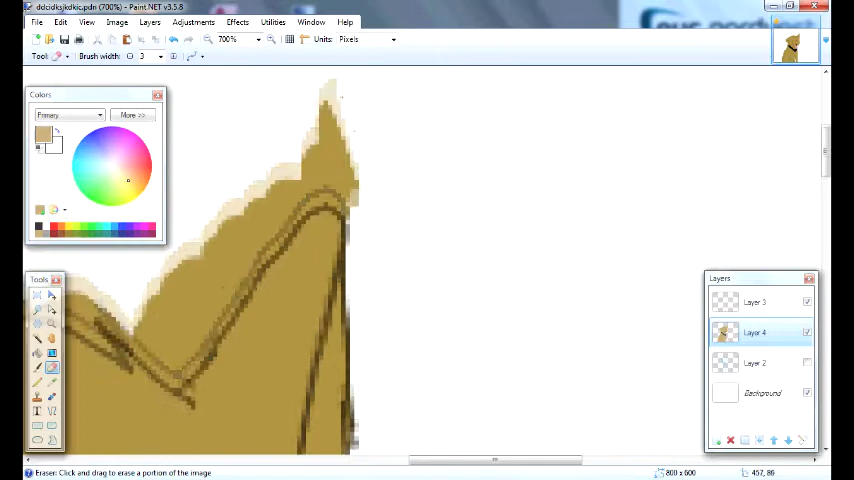 ddcidksjkdkic.pdn (700%) - Paint.NET v3.5.8
File Edit View Image Layers Adjustments Effects Utilities Window Help
700% Units: Pixels
Tool: Brush width: 3
Colors
Primary More >>
Tools
Layers
Layer 3
Layer 4
Layer 2
Background
Eraser: Click and drag to erase a portion of the image 800 x 600 457, 86